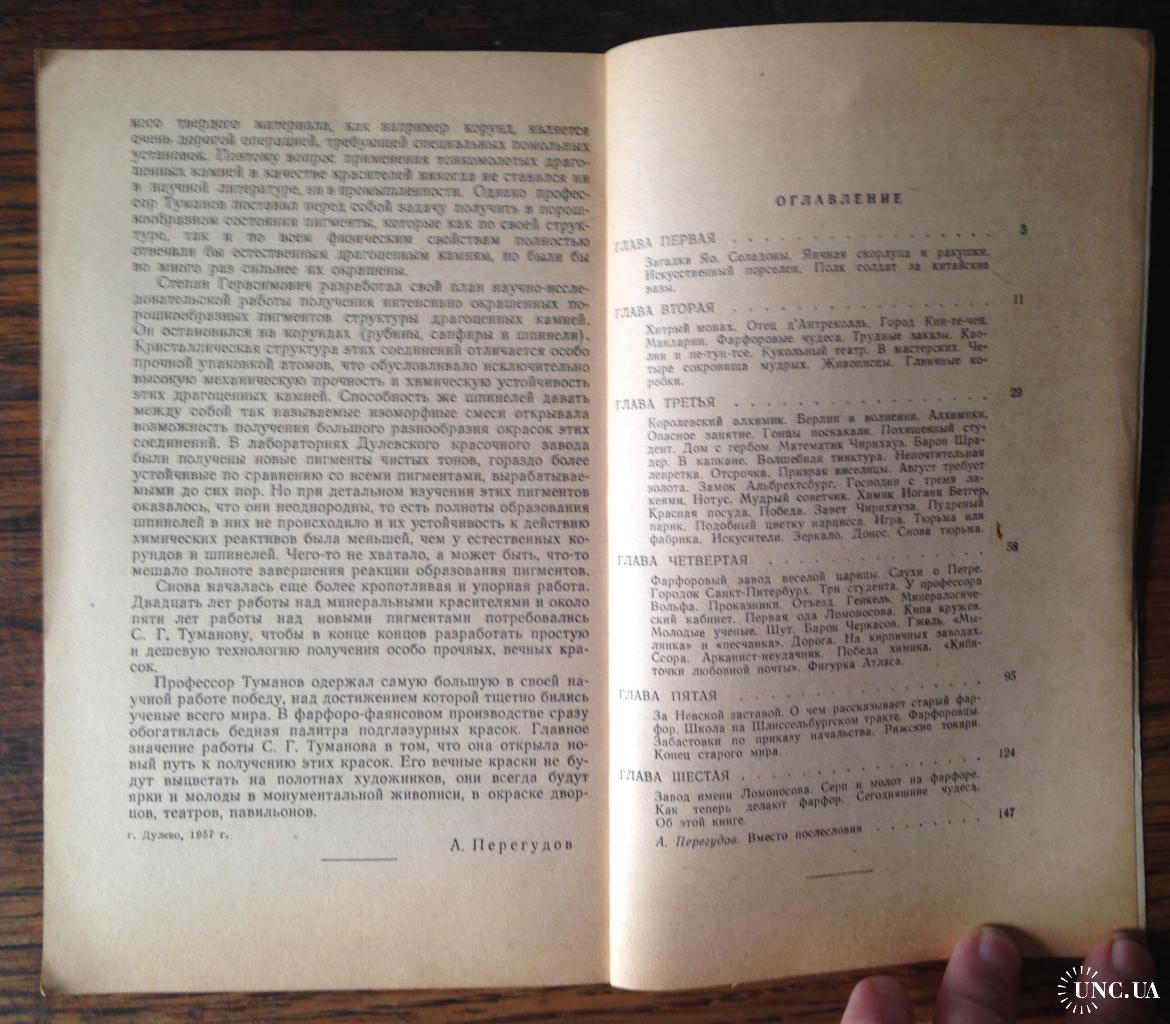 кого твердого материала, как например корунд, является
очень дорогой операцией, требующей специальных помольных
установок. Поэтому вопрос применения тонкомолотых драго-
ценных камней в качестве красителей никогда не ставился ни
в научной литературе, ни в промышленности. Однако профес-
сор Туманов поставил перед собой задачу получить в порош-
кообразном состоянии пигменты, которые как по своей струк-
туре, так и по всем физическим свойствам полностью
отвечали бы естественным драгоценным камням, но были бы
во много раз сильнее их окрашены.
Степан Герасимович разработал свой план научно-иссле-
довательской работы получения интенсивно окрашенных по-
рошкообразных пигментов структуры драгоценных камней.
Он остановился на корундах (рубины, сапфиры и шпинели).
Кристаллическая структура этих соединений отличается особо
прочной упаковкой атомов, что обусловливало исключительно
высокую механическую прочность и химическую устойчивость
этих драгоценных камней. Способность же шпинелей давать
между собой так называемые изоморфные смеси открывала
возможность получения большого разнообразия окрасок этих
соединений. В лабораториях Дулевского красочного завода
были получены новые пигменты чистых тонов, гораздо более
устойчивые по сравнению со всеми пигментами, вырабатывае-
мыми до сих пор. Но при детальном изучении этих пигментов
оказалось, что они неоднородны, то есть полноты образования
шпинелей в них не происходило и их устойчивость к действию
химических реактивов была меньшей, чем у естественных ко-
рундов и шпинелей. Чего-то не хватало, а может быть, что-то
мешало полноте завершения реакции образования пигментов.
Снова началась еще более кропотливая и упорная работа.
Двадцать лет работы над минеральными красителями и около
пяти лет работы над новыми пигментами потребовались
С. Г. Туманову, чтобы в конце концов разработать простую
и дешевую технологию получения особо прочных, вечных кра-
сок.
Профессор Туманов одержал самую большую в своей на-
учной работе победу, над достижением которой тщетно бились
ученые всего мира. В фарфоро-фаянсовом производстве сразу
обогатилась бедная палитра подглазурных красок. Главное
значение работы С. Г. Туманова в том, что она открыла но-
вый путь к получению этих красок. Его вечные краски не бу-
дут выцветать на полотнах художников, они всегда будут
ярки и молоды в монументальной живописи, в окраске двор-
цов, театров, павильонов.
г. Дулево, 1957 г.
А. Перегудов
ОГЛАВЛЕНИЕ
ГЛАВА ПЕРВАЯ . . . . . . . . . . . . . . . . 3
Загадка Яо. Селадоны. Яичная скорлупа и ракушки.
Искусственный порселен. Полк солдат за китайские
вазы.
ГЛАВА ВТОРАЯ . . . . . . . . . . . . . . . . 11
Хитрый монах. Отец д'Антреколль. Город Кин-те-чен.
Мандарин. Фарфоровые чудеса. Трудные заказы. Као-
лин и пе-тун-тсе. Кукольный театр. В мастерских. Че-
тыре сокровища мудрых. Живописцы. Глиняные ко-
робки.
ГЛАВА ТРЕТЬЯ . . . . . . . . . . . . . . . . 29
Королевский алхимик. Берлин в волнении. Алхимики.
Опасное занятие. Гонцы поскакали. Похищенный сту-
дент. Дом с гербом. Математик Чирнхауз. Барон Шра-
дер. В капкане. Волшебная тинктура. Непочтительная
левретка. Отсрочка. Призрак виселицы. Август требует
золота. Замок Альбрехтсбург. Господин с тремя ла-
кеями. Нотус. Мудрый советчик. Химик Иоганн Бетгер.
Красная посуда. Победа. Завет Чирнхауза. Пудреный
парик. Подобный цветку нарцисса. Игра. Тюрьма или
фабрика. Искусители. Зеркало. Донос. Снова тюрьма.
ГЛАВА ЧЕТВЕРТАЯ . . . . . . . . . . . . . . 58
Фарфоровый завод веселой царицы. Слухи о Петре.
Городок Санкт-Питербурх. Три студента. У профессора
Вольфа. Проказники. Отъезд. Генкель. Минералогиче-
ский кабинет. Первая ода Ломоносова. Кипа кружев.
Молодые ученые. Шут. Барон Черкасов. Гжель. «Мы-
лянка» и «песчанка». Дорога. На кирпичных заводах.
Ссора. Арканист-неудачник. Победа химика. «Киби-
точки любовной почты». Фигурка Атласа.
ГЛАВА ПЯТАЯ . . . . . . . . . . . . . . . . 95
За Невской заставой. О чем рассказывает старый фар-
фор. Школа на Шлиссельбургском тракте. Фарфоровцы.
Забастовки по приказу начальства. Рижские токари.
Конец старого мира.
ГЛАВА ШЕСТАЯ . . . . . . . . . . . . . . . . 124
Завод имени Ломоносова. Серп и молот на фарфоре.
Как теперь делают фарфор. Сегодняшние чудеса.
Об этой книге.
А. Перегудов. Вместо послесловия . . . . . . . . 147
UNC.UA